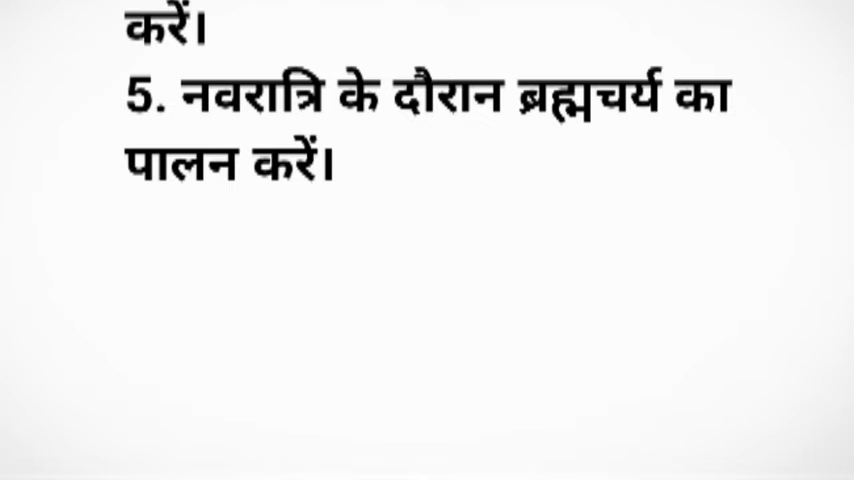 करें।
5. नवरात्रि के दौरान ब्रह्मचर्य का
पालन करें।